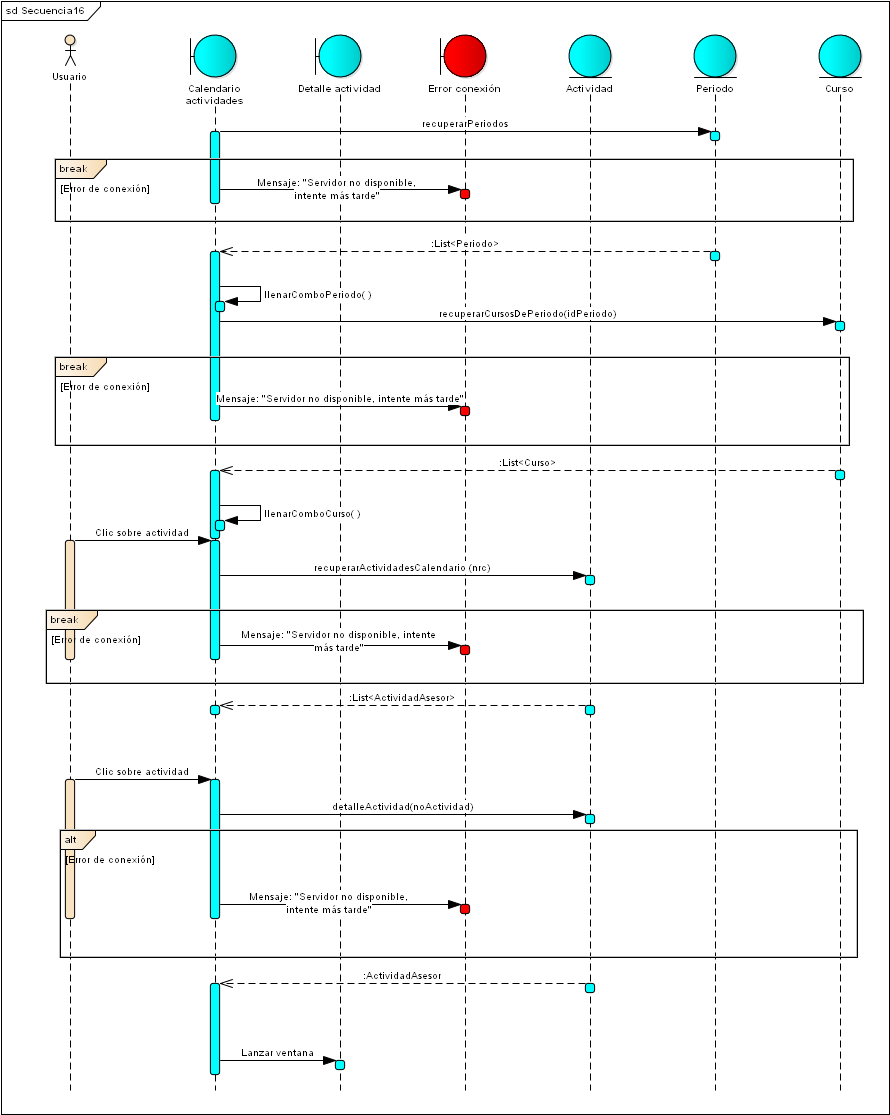 sd Secuencia16
Usuario
Calendario
actividades
Detalle actividad
Error conexión
Actividad
Periodo
Curso
recuperarPeriodos
break
[Error de conexión]
Mensaje: "Servidor no disponible,
intente más tarde"
:List<Periodo>
llenarComboPeriodo( )
recuperarCursosDePeriodo(idPeriodo)
break
[Error de conexión]
Mensaje: "Servidor no disponible, intente más tarde"
:List<Curso>
llenarComboCurso( )
Clic sobre actividad
recuperarActividadesCalendario (nrc)
break
[Error de conexión]
Mensaje: "Servidor no disponible, intente
más tarde"
:List<ActividadAsesor>
Clic sobre actividad
detalleActividad(noActividad)
alt
[Error de conexión]
Mensaje: "Servidor no disponible,
intente más tarde"
:ActividadAsesor
Lanzar ventana